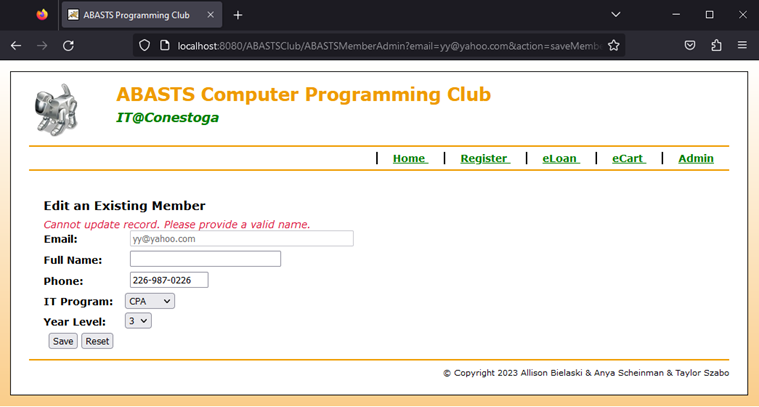 ABASTS Programming Club
localhost:8080/ABASTSClub/ABASTSMemberAdmin?email=yy@yahoo.com&action=saveMembe
ABASTS Computer Programming Club
IT@Conestoga
| Home | Register | eLoan | eCart | Admin
Edit an Existing Member
Cannot update record. Please provide a valid name.
Email: yy@yahoo.com
Full Name:
Phone: 226-987-0226
IT Program: CPA
Year Level: 3
Save Reset
© Copyright 2023 Allison Bielaski & Anya Scheinman & Taylor Szabo